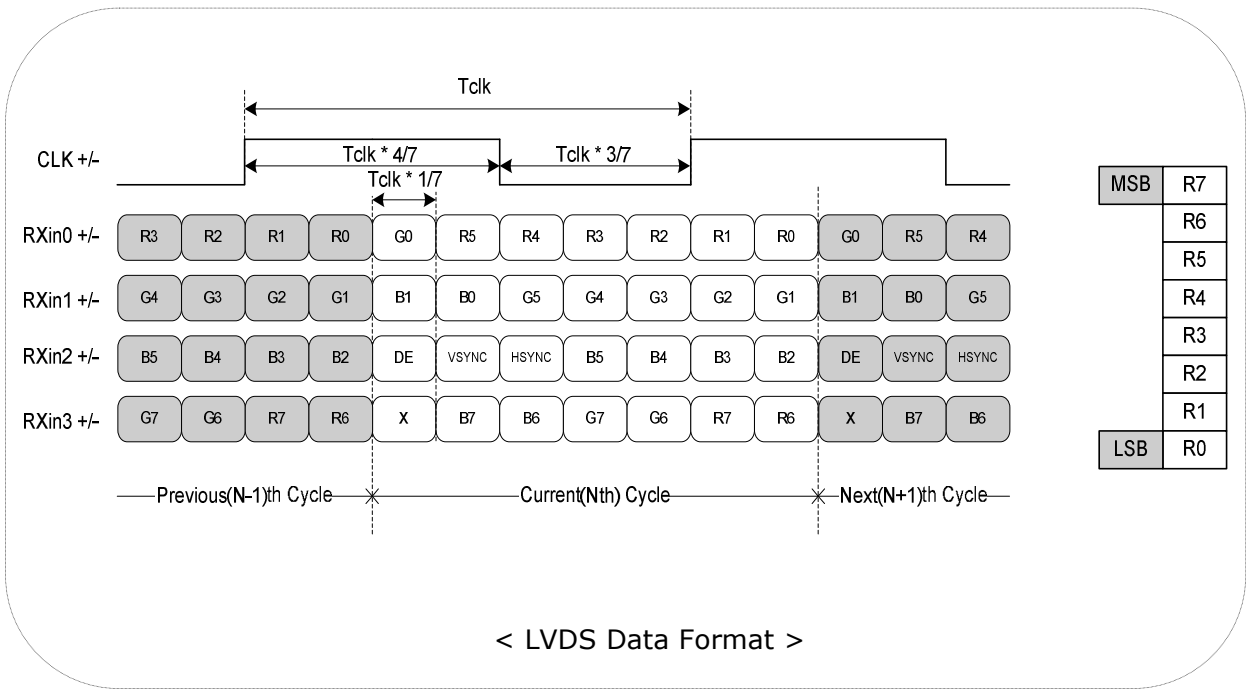 Tclk
CLK +/-
Tclk * 4/7
Tclk * 3/7
Tclk * 1/7
RXin0 +/-
R3 R2 R1 R0 G0 R5 R4 R3 R2 R1 R0 G0 R5 R4
RXin1 +/-
G4 G3 G2 G1 B1 B0 G5 G4 G3 G2 G1 B1 B0 G5
RXin2 +/-
B5 B4 B3 B2 DE VSYNC HSYNC B5 B4 B3 B2 DE VSYNC HSYNC
RXin3 +/-
G7 G6 R7 R6 X B7 B6 G7 G6 R7 R6 X B7 B6
Previous(N-1)th Cycle
Current(Nth) Cycle
Next(N+1)th Cycle
MSB R7
R6
R5
R4
R3
R2
R1
LSB R0
< LVDS Data Format >